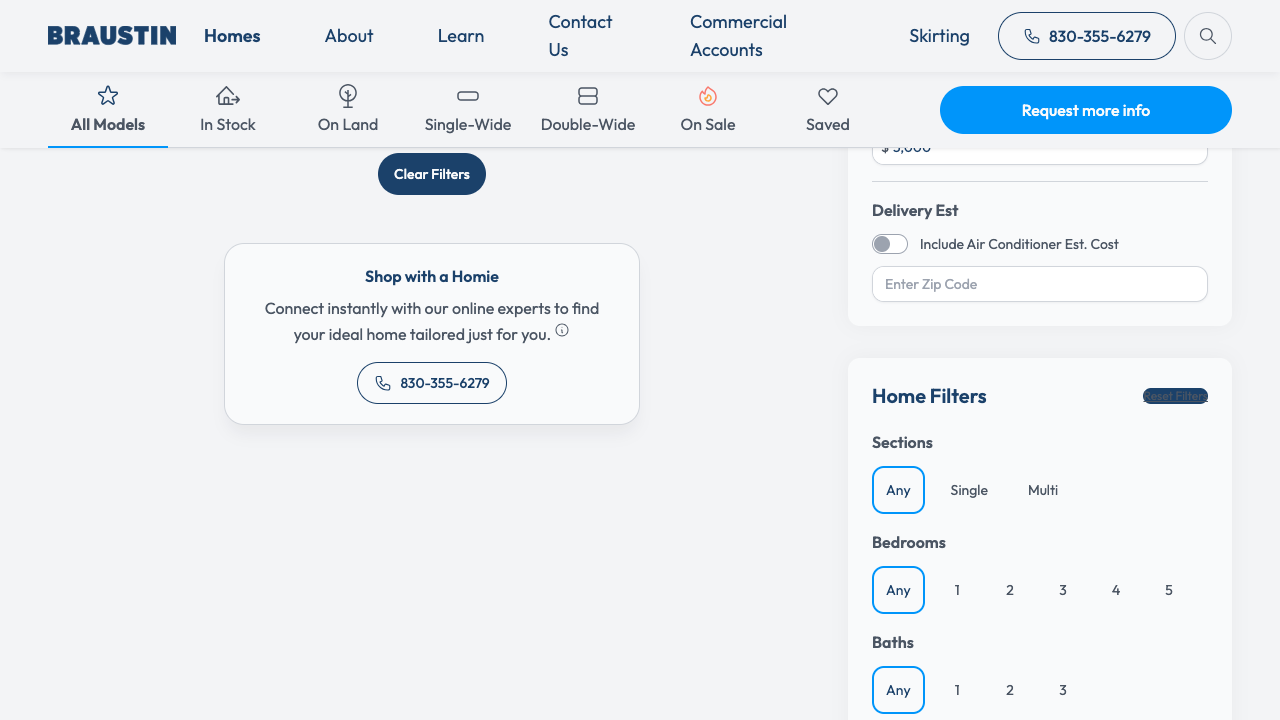 BRAUSTIN
Homes
About
Learn
Contact
Us
Commercial
Accounts
Skirting
830-355-6279
All Models
In Stock
On Land
Single-Wide
Double-Wide
On Sale
Saved
Request more info
Clear Filters
Shop with a Homie
Connect instantly with our online experts to find
your ideal home tailored just for you.
830-355-6279
$ 5,000
Delivery Est
Include Air Conditioner Est. Cost
Enter Zip Code
Home Filters
Reset Filters
Sections
Any
Single
Multi
Bedrooms
Any
1
2
3
4
5
Baths
Any
1
2
3